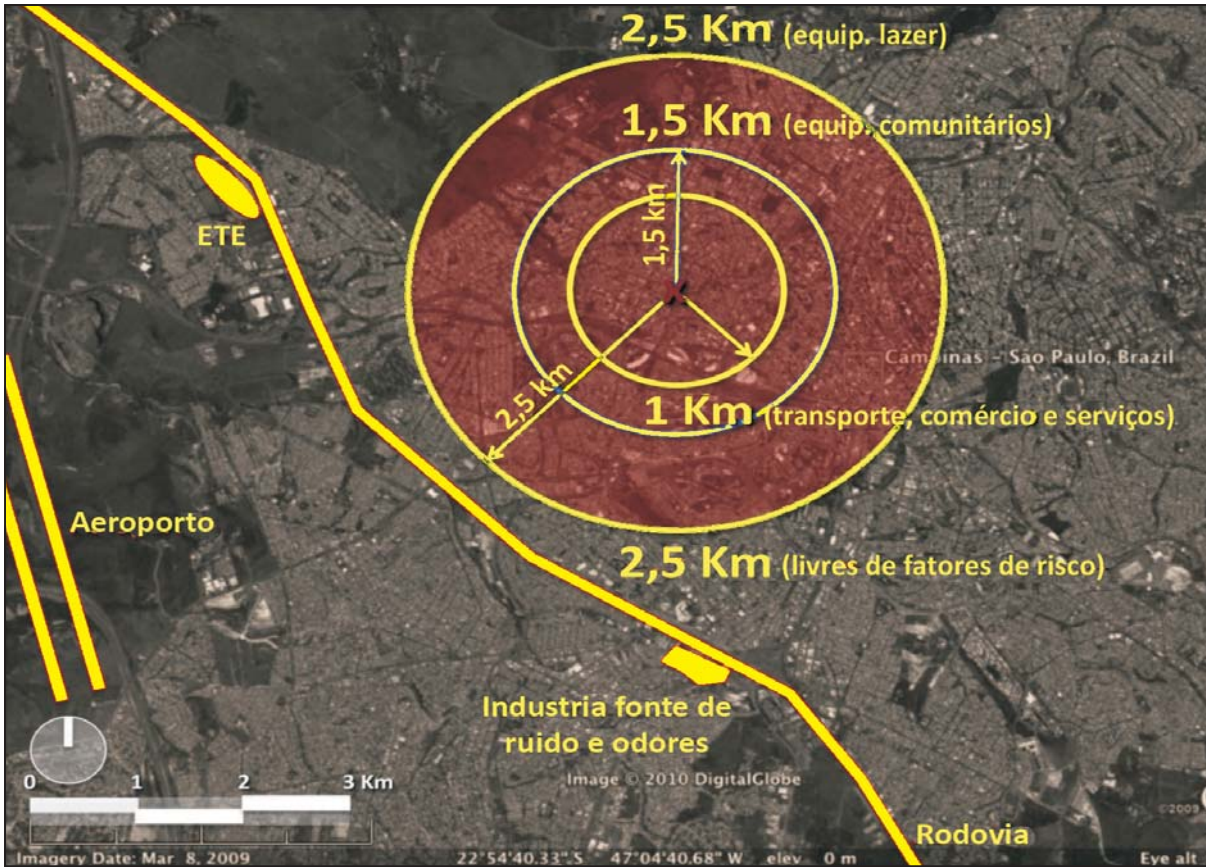 2,5 Km (equip. lazer)
1,5 Km (equip. comunitários)
1,5 km
ETE
Campinas - São Paulo, Brazil
2,5 km
1 Km (transporte, comércio e serviços)
Aeroporto
2,5 Km (livres de fatores de risco)
Industria fonte de
ruido e odores
0 1 2 3 Km
Image © 2010 DigitalGlobe
©2009
Rodovia
Imagery Date: Mar 8, 2009 22°54'40.33" S 47°04'40.68" W elev 0 m Eye alt